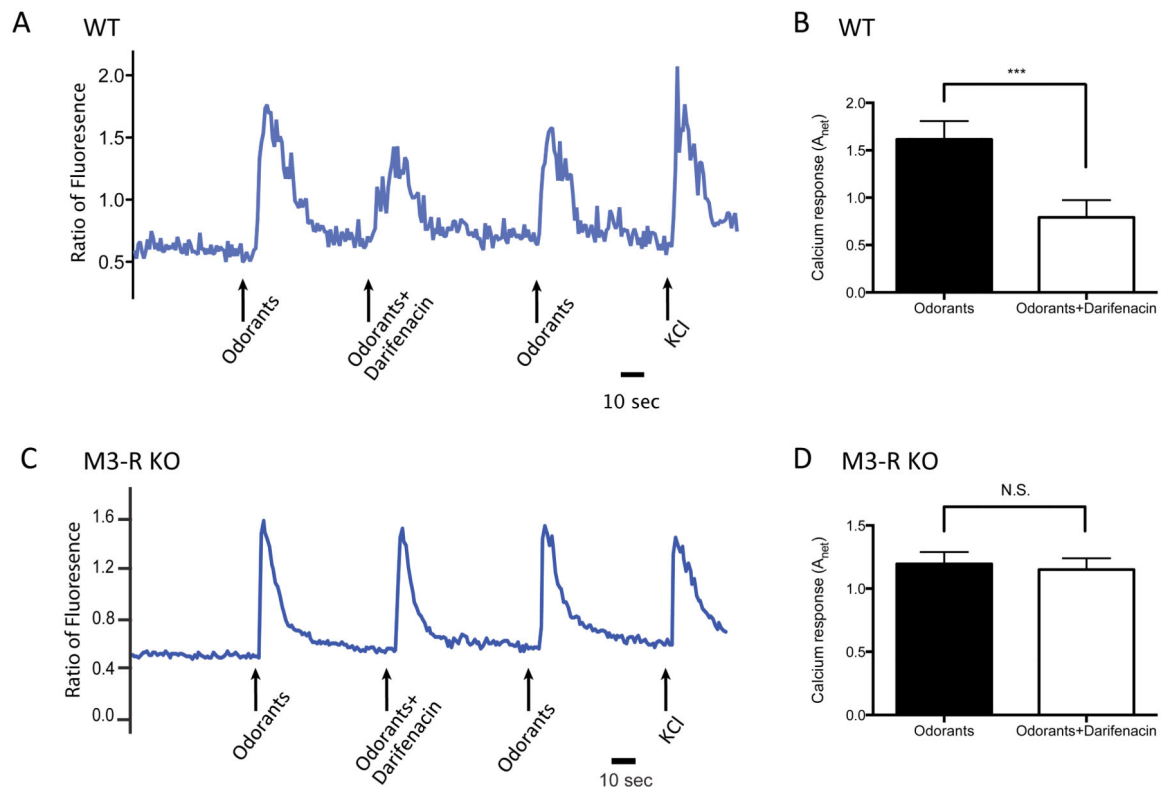 A WT
Ratio of Fluoresence
2.0
1.5
1.0
0.5
Odorants
Odorants+
Darifenacin
Odorants
KCl
10 sec
B WT
***
Calcium response (Anet)
2.0
1.5
1.0
0.5
0.0
Odorants
Odorants+Darifenacin
C M3-R KO
Ratio of Fluoresence
1.6
1.2
0.8
0.4
0.0
Odorants
Odorants+
Darifenacin
Odorants
KCl
10 sec
D M3-R KO
N.S.
Calcium response (Anet)
1.5
1.0
0.5
0.0
Odorants
Odorants+Darifenacin